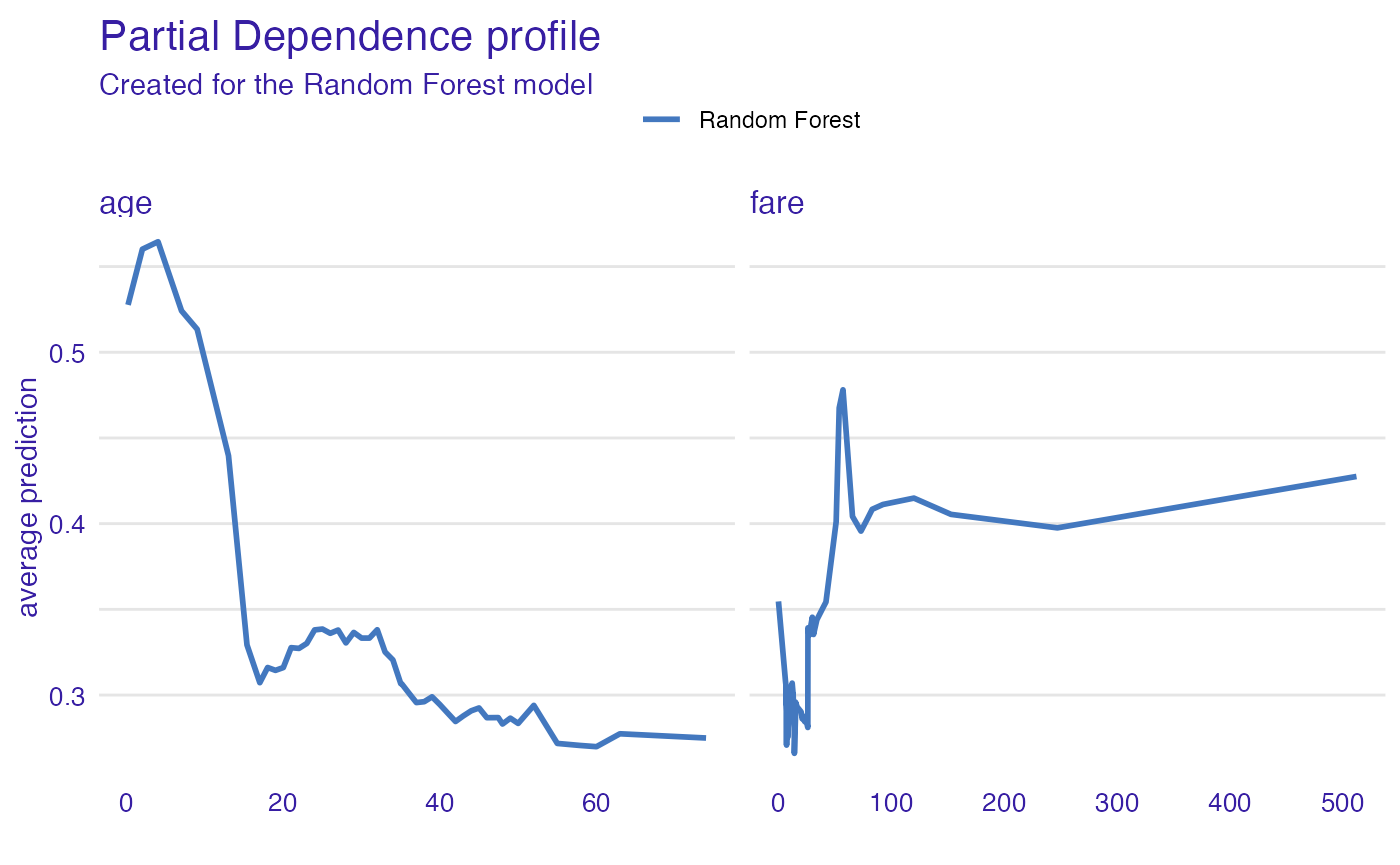 Partial Dependence profile
Created for the Random Forest model
Random Forest
age
fare
average prediction
0.5
0.4
0.3
0 20 40 60
0 100 200 300 400 500